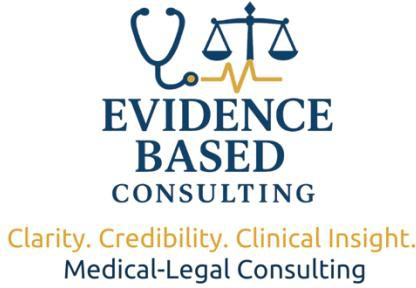 EVIDENCE
BASED
CONSULTING
Clarity. Credibility. Clinical Insight.
Medical-Legal Consulting